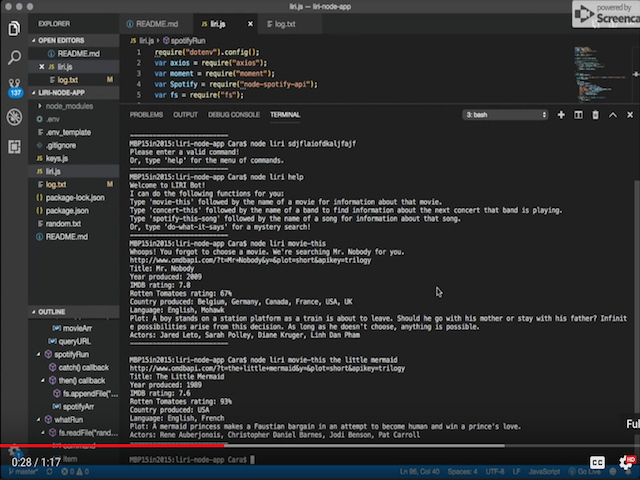 liri.js — liri-node-app
powered by
Screenca
EXPLORER
README.md
liri.js
log.txt
OPEN EDITORS
README.md
liri.js
log.txt M
LIRI-NODE-APP
node_modules
.env
.env_template
.gitignore
keys.js
liri.js
log.txt M
package-lock.json
package.json
random.txt
README.md
137
OUTLINE
movieArr
queryURL
spotifyRun
catch() callback
then() callback
fs.appendFile("...
spotifyArr
whatRun
fs.readFile("rand...
item
liri.js spotifyRun
1 require("dotenv").config();
2 var axios = require("axios");
3 var moment = require("moment");
4 var Spotify = require("node-spotify-api");
5 var fs = require("fs");
PROBLEMS OUTPUT DEBUG CONSOLE TERMINAL
3: bash
MBP15in2015:liri-node-app Cara$ node liri sdjflaiofdkaljfajf
Please enter a valid command!
Or, type 'help' for the menu of commands.
MBP15in2015:liri-node-app Cara$ node liri help
Welcome to LIRI Bot!
I can do the following functions for you:
Type 'movie-this' followed by the name of a movie for information about that movie.
Type 'concert-this' followed by the name of a band to find information about the next concert that band is playing.
Type 'spotify-this-song' followed by the name of a song for information about that song.
Or, type 'do-what-it-says' for a mystery search!
MBP15in2015:liri-node-app Cara$ node liri movie-this
Whoops! You forgot to choose a movie. We're searching Mr. Nobody for you.
http://www.omdbapi.com/?t=Mr+Nobody&y=&plot=short&apikey=trilogy
Title: Mr. Nobody
Year produced: 2009
IMDB rating: 7.8
Rotten Tomatoes rating: 67%
Country produced: Belgium, Germany, Canada, France, USA, UK
Language: English, Mohawk
Plot: A boy stands on a station platform as a train is about to leave. Should he go with his mother or stay with his father? Infinit
e possibilities arise from this decision. As long as he doesn't choose, anything is possible.
Actors: Jared Leto, Sarah Polley, Diane Kruger, Linh Dan Pham
MBP15in2015:liri-node-app Cara$ node liri movie-this the little mermaid
http://www.omdbapi.com/?t=the+little+mermaid&y=&plot=short&apikey=trilogy
Title: The Little Mermaid
Year produced: 1989
IMDB rating: 7.6
Rotten Tomatoes rating: 93%
Country produced: USA
Language: English, French
Plot: A mermaid princess makes a Faustian bargain in an attempt to become human and win a prince's love.
Actors: Rene Auberjonois, Christopher Daniel Barnes, Jodi Benson, Pat Carroll
MBP15in2015:liri-node-app Cara$
Ful
0:28 / 1:17
CC
HD
master*
Ln 96, Col 40 Spaces: 4 UTF-8 LF JavaScript Go Live